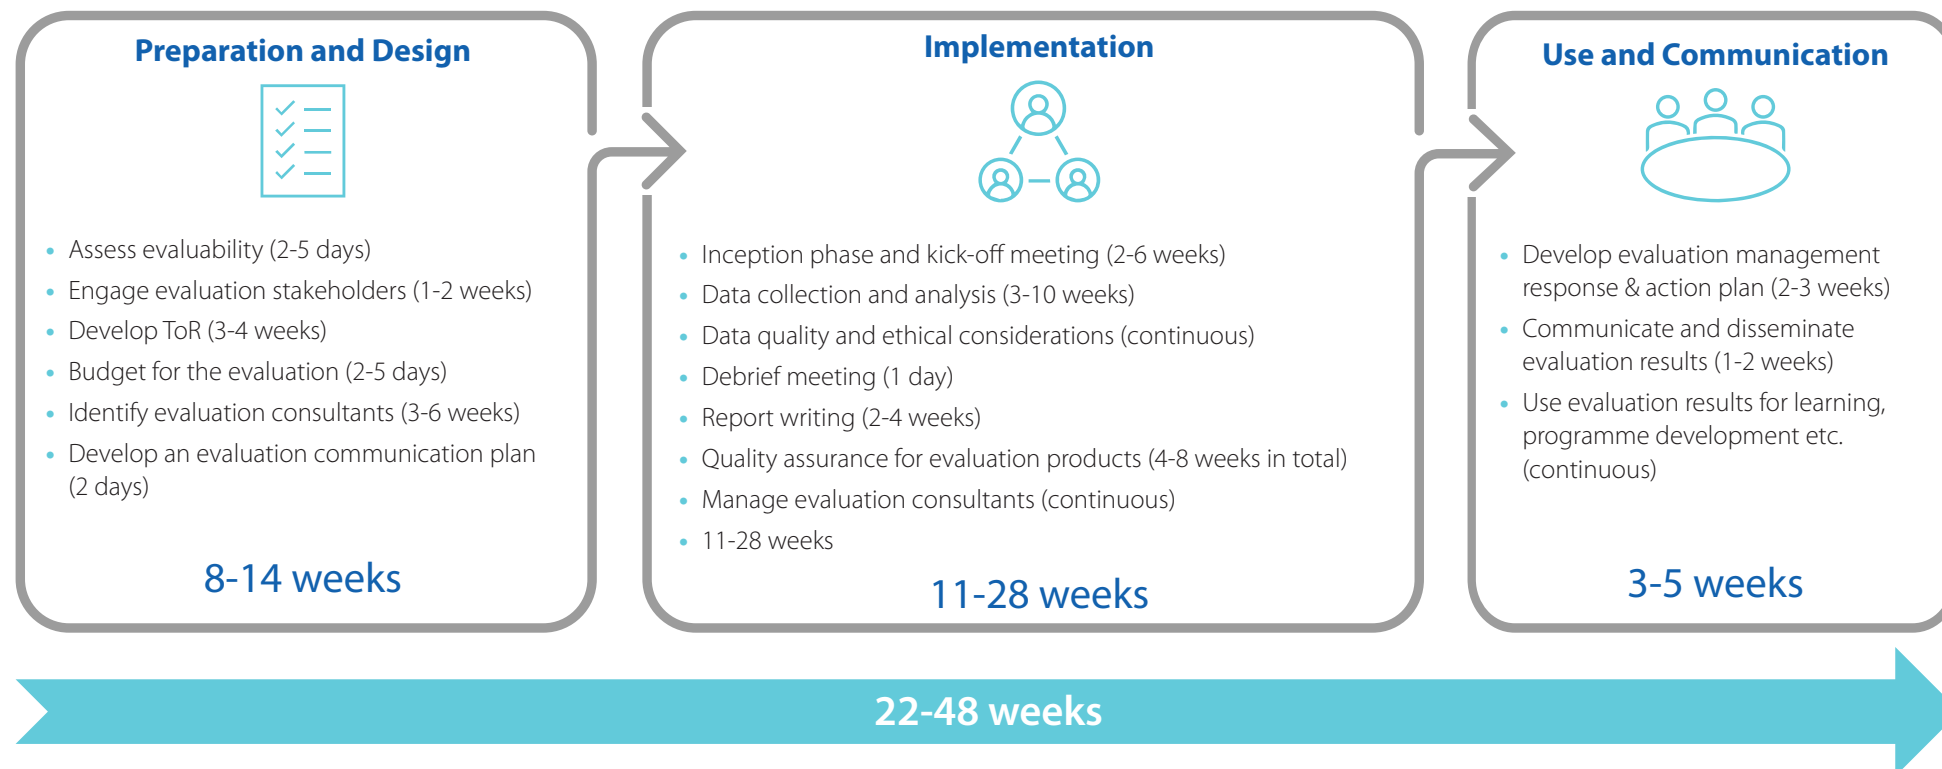 Preparation and Design
• Assess evaluability (2-5 days)
• Engage evaluation stakeholders (1-2 weeks)
• Develop ToR (3-4 weeks)
• Budget for the evaluation (2-5 days)
• Identify evaluation consultants (3-6 weeks)
• Develop an evaluation communication plan
(2 days)
8-14 weeks
Implementation
• Inception phase and kick-off meeting (2-6 weeks)
• Data collection and analysis (3-10 weeks)
• Data quality and ethical considerations (continuous)
• Debrief meeting (1 day)
• Report writing (2-4 weeks)
• Quality assurance for evaluation products (4-8 weeks in total)
• Manage evaluation consultants (continuous)
• 11-28 weeks
11-28 weeks
Use and Communication
• Develop evaluation management
response & action plan (2-3 weeks)
• Communicate and disseminate
evaluation results (1-2 weeks)
• Use evaluation results for learning,
programme development etc.
(continuous)
3-5 weeks
22-48 weeks